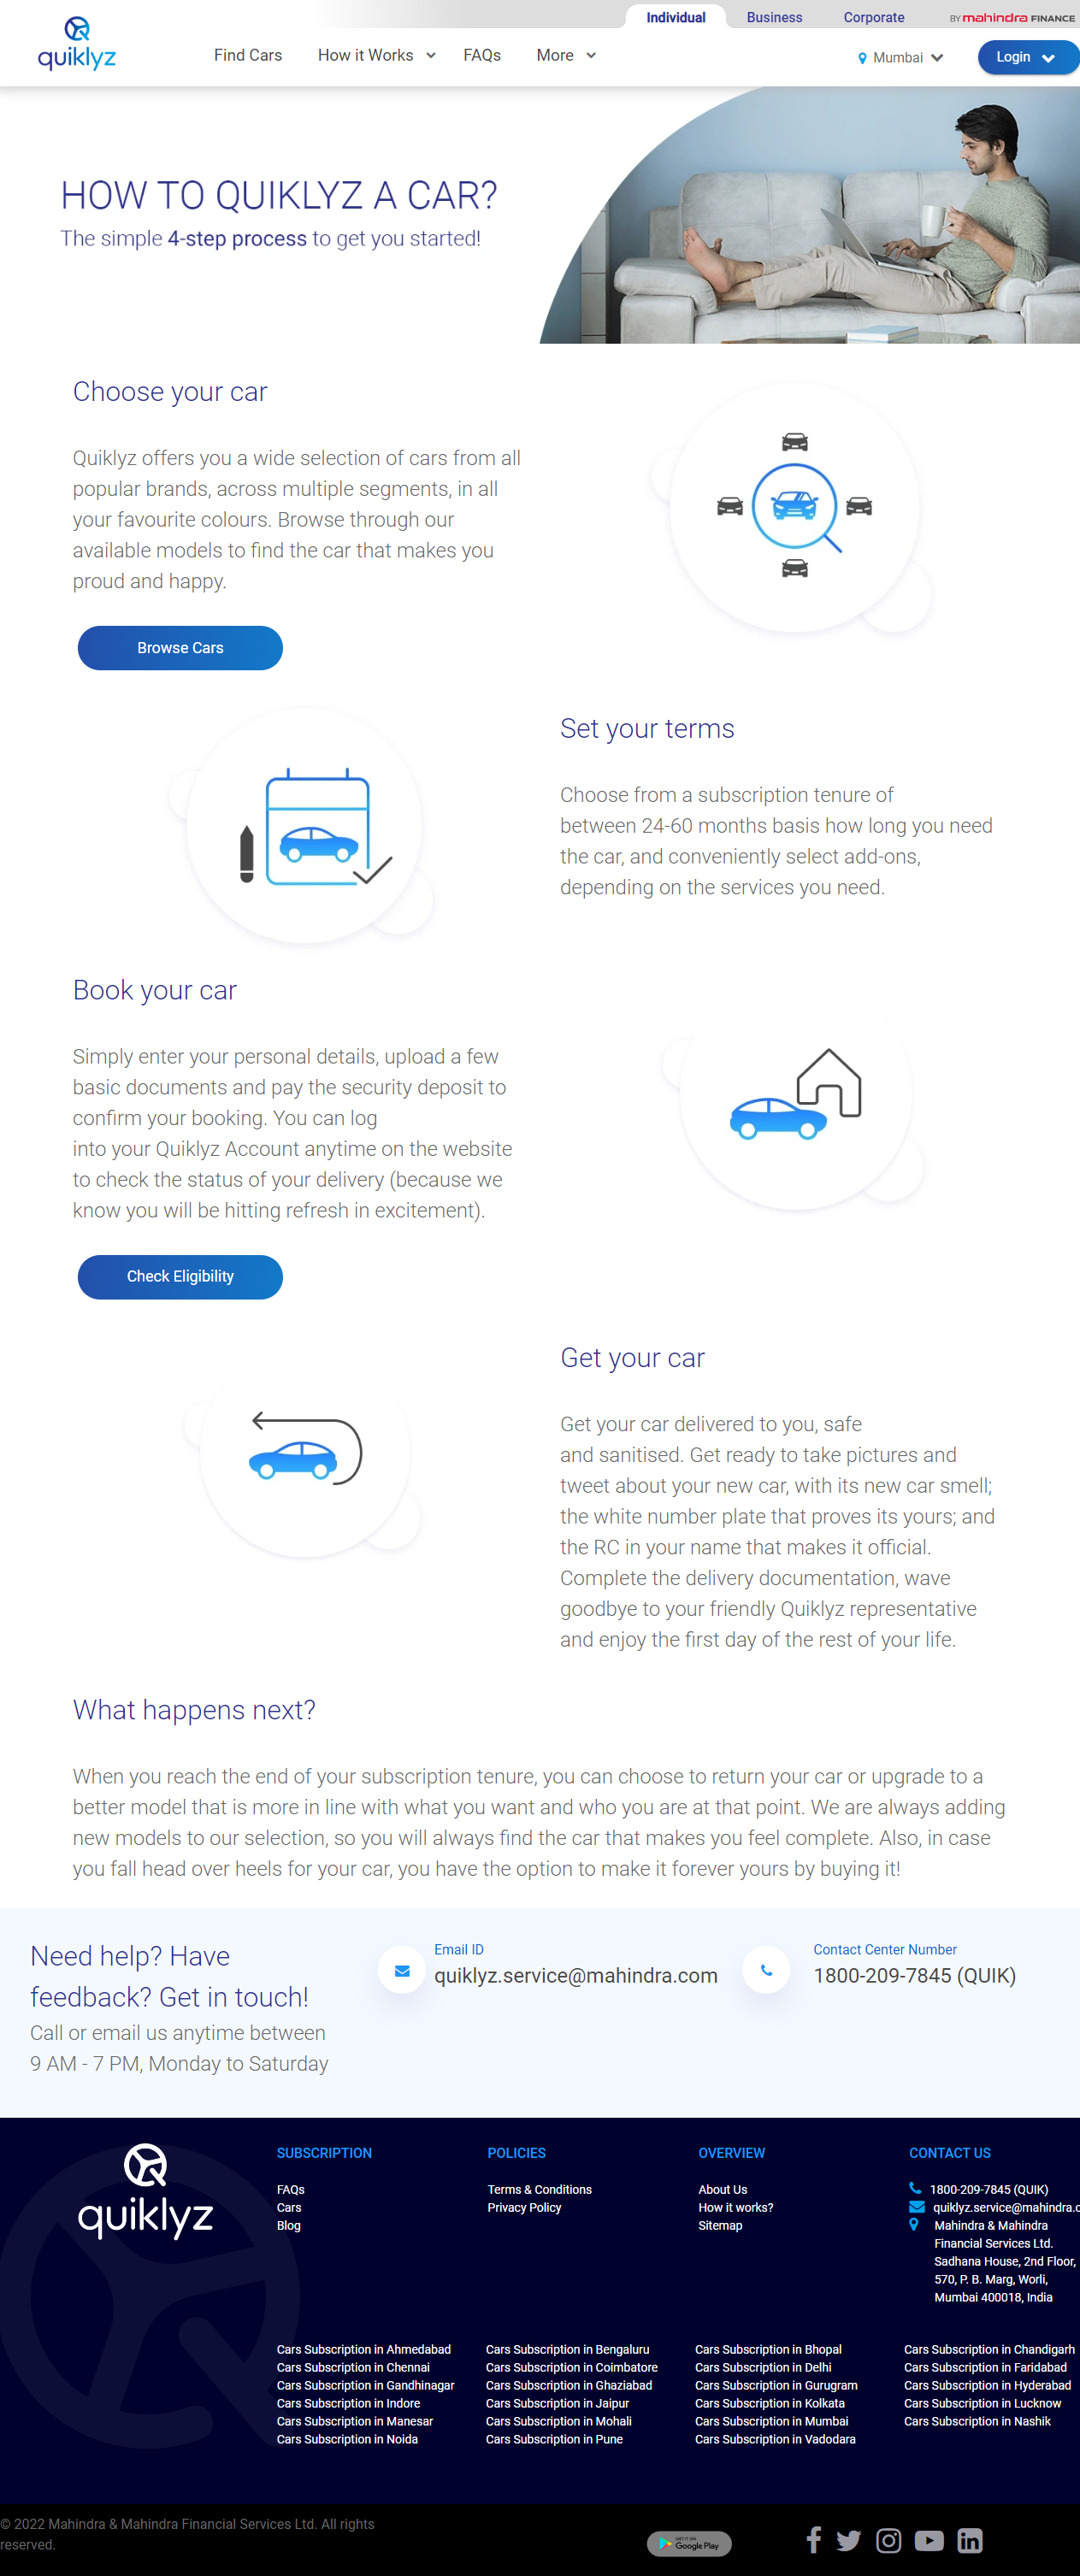 Individual
Business
Corporate
BY mahindra FINANCE
quiklyz
Find Cars
How it Works
FAQs
More
Mumbai
Login
HOW TO QUIKLYZ A CAR?
The simple 4-step process to get you started!
Choose your car
Quiklyz offers you a wide selection of cars from all
popular brands, across multiple segments, in all
your favourite colours. Browse through our
available models to find the car that makes you
proud and happy.
Browse Cars
Set your terms
Choose from a subscription tenure of
between 24-60 months basis how long you need
the car, and conveniently select add-ons,
depending on the services you need.
Book your car
Simply enter your personal details, upload a few
basic documents and pay the security deposit to
confirm your booking. You can log
into your Quiklyz Account anytime on the website
to check the status of your delivery (because we
know you will be hitting refresh in excitement).
Check Eligibility
Get your car
Get your car delivered to you, safe
and sanitised. Get ready to take pictures and
tweet about your new car, with its new car smell;
the white number plate that proves its yours; and
the RC in your name that makes it official.
Complete the delivery documentation, wave
goodbye to your friendly Quiklyz representative
and enjoy the first day of the rest of your life.
What happens next?
When you reach the end of your subscription tenure, you can choose to return your car or upgrade to a
better model that is more in line with what you want and who you are at that point. We are always adding
new models to our selection, so you will always find the car that makes you feel complete. Also, in case
you fall head over heels for your car, you have the option to make it forever yours by buying it!
Need help? Have
feedback? Get in touch!
Call or email us anytime between
9 AM - 7 PM, Monday to Saturday
Email ID
quiklyz.service@mahindra.com
Contact Center Number
1800-209-7845 (QUIK)
quiklyz
SUBSCRIPTION
FAQs
Cars
Blog
POLICIES
Terms & Conditions
Privacy Policy
OVERVIEW
About Us
How it works?
Sitemap
CONTACT US
1800-209-7845 (QUIK)
quiklyz.service@mahindra.c
Mahindra & Mahindra
Financial Services Ltd.
Sadhana House, 2nd Floor,
570, P. B. Marg, Worli,
Mumbai 400018, India
Cars Subscription in Ahmedabad
Cars Subscription in Bengaluru
Cars Subscription in Bhopal
Cars Subscription in Chandigarh
Cars Subscription in Chennai
Cars Subscription in Coimbatore
Cars Subscription in Delhi
Cars Subscription in Faridabad
Cars Subscription in Gandhinagar
Cars Subscription in Ghaziabad
Cars Subscription in Gurugram
Cars Subscription in Hyderabad
Cars Subscription in Indore
Cars Subscription in Jaipur
Cars Subscription in Kolkata
Cars Subscription in Lucknow
Cars Subscription in Manesar
Cars Subscription in Mohali
Cars Subscription in Mumbai
Cars Subscription in Nashik
Cars Subscription in Noida
Cars Subscription in Pune
Cars Subscription in Vadodara
© 2022 Mahindra & Mahindra Financial Services Ltd. All rights
reserved.
GET IT ON
Google Play